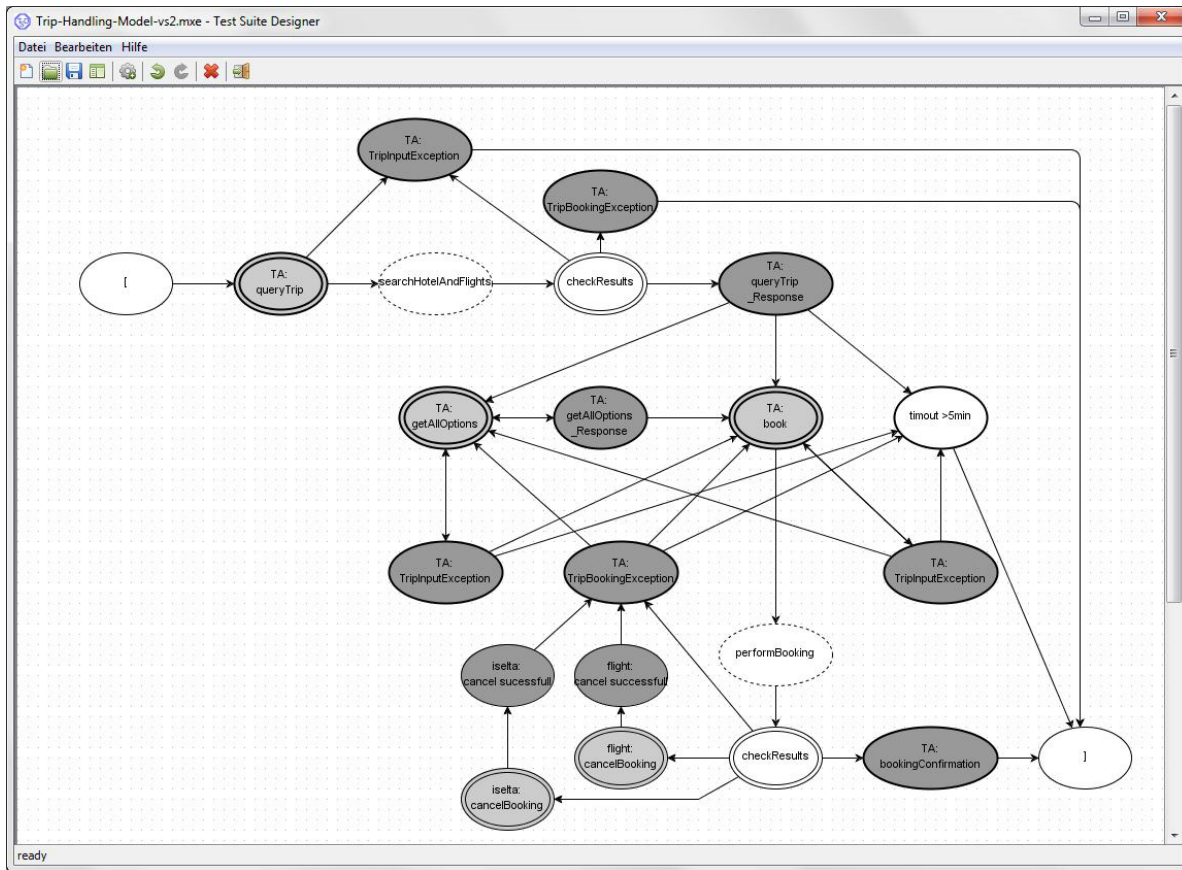 Trip-Handling-Model-vs2.mxe - Test Suite Designer
Datei Bearbeiten Hilfe
TA:
TripInputException
TA:
TripBookingException
[
TA:
queryTrip
searchHotelAndFlights
checkResults
TA:
queryTrip
_Response
TA:
getAllOptions
TA:
getAllOptions
_Response
TA:
book
timout >5min
TA:
TripInputException
TA:
TripBookingException
TA:
TripInputException
iselta:
cancel sucessfull
flight:
cancel successfull
performBooking
flight:
cancelBooking
checkResults
TA:
bookingConfirmation
]
iselta:
cancelBooking
ready